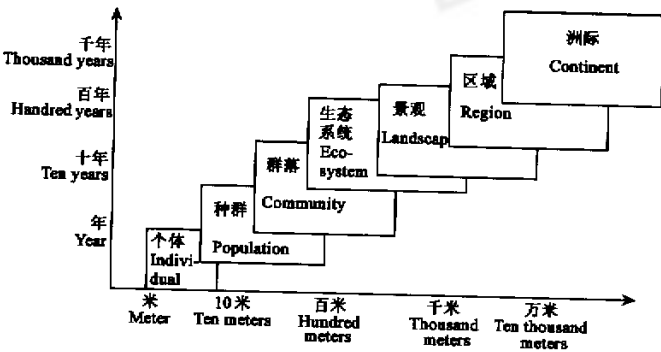 千年
Thousand years
百年
Hundred years
十年
Ten years
年
Year
洲际
Continent
区域
Region
景观
Landscap
生态
系统
Eco-
system
群落
Community
种群
Population
个体
Indivi-
dual
米
Meter
10米
Ten meters
百米
Hundred
meters
千米
Thousand
meters
万米
Ten thousand
meters